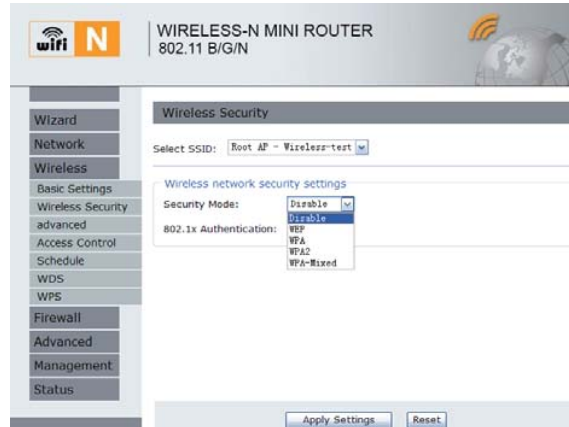 wifi N
WIRELESS-N MINI ROUTER
802.11 B/G/N
Wizard
Network
Wireless
Basic Settings
Wireless Security
advanced
Access Control
Schedule
WDS
WPS
Firewall
Advanced
Management
Status
Wireless Security
Select SSID: Root AP - Wireless-test
Wireless network security settings
Security Mode: Disable
Disable
WEP
WPA
WPA2
WPA-Mixed
802.1x Authentication:
Apply Settings Reset